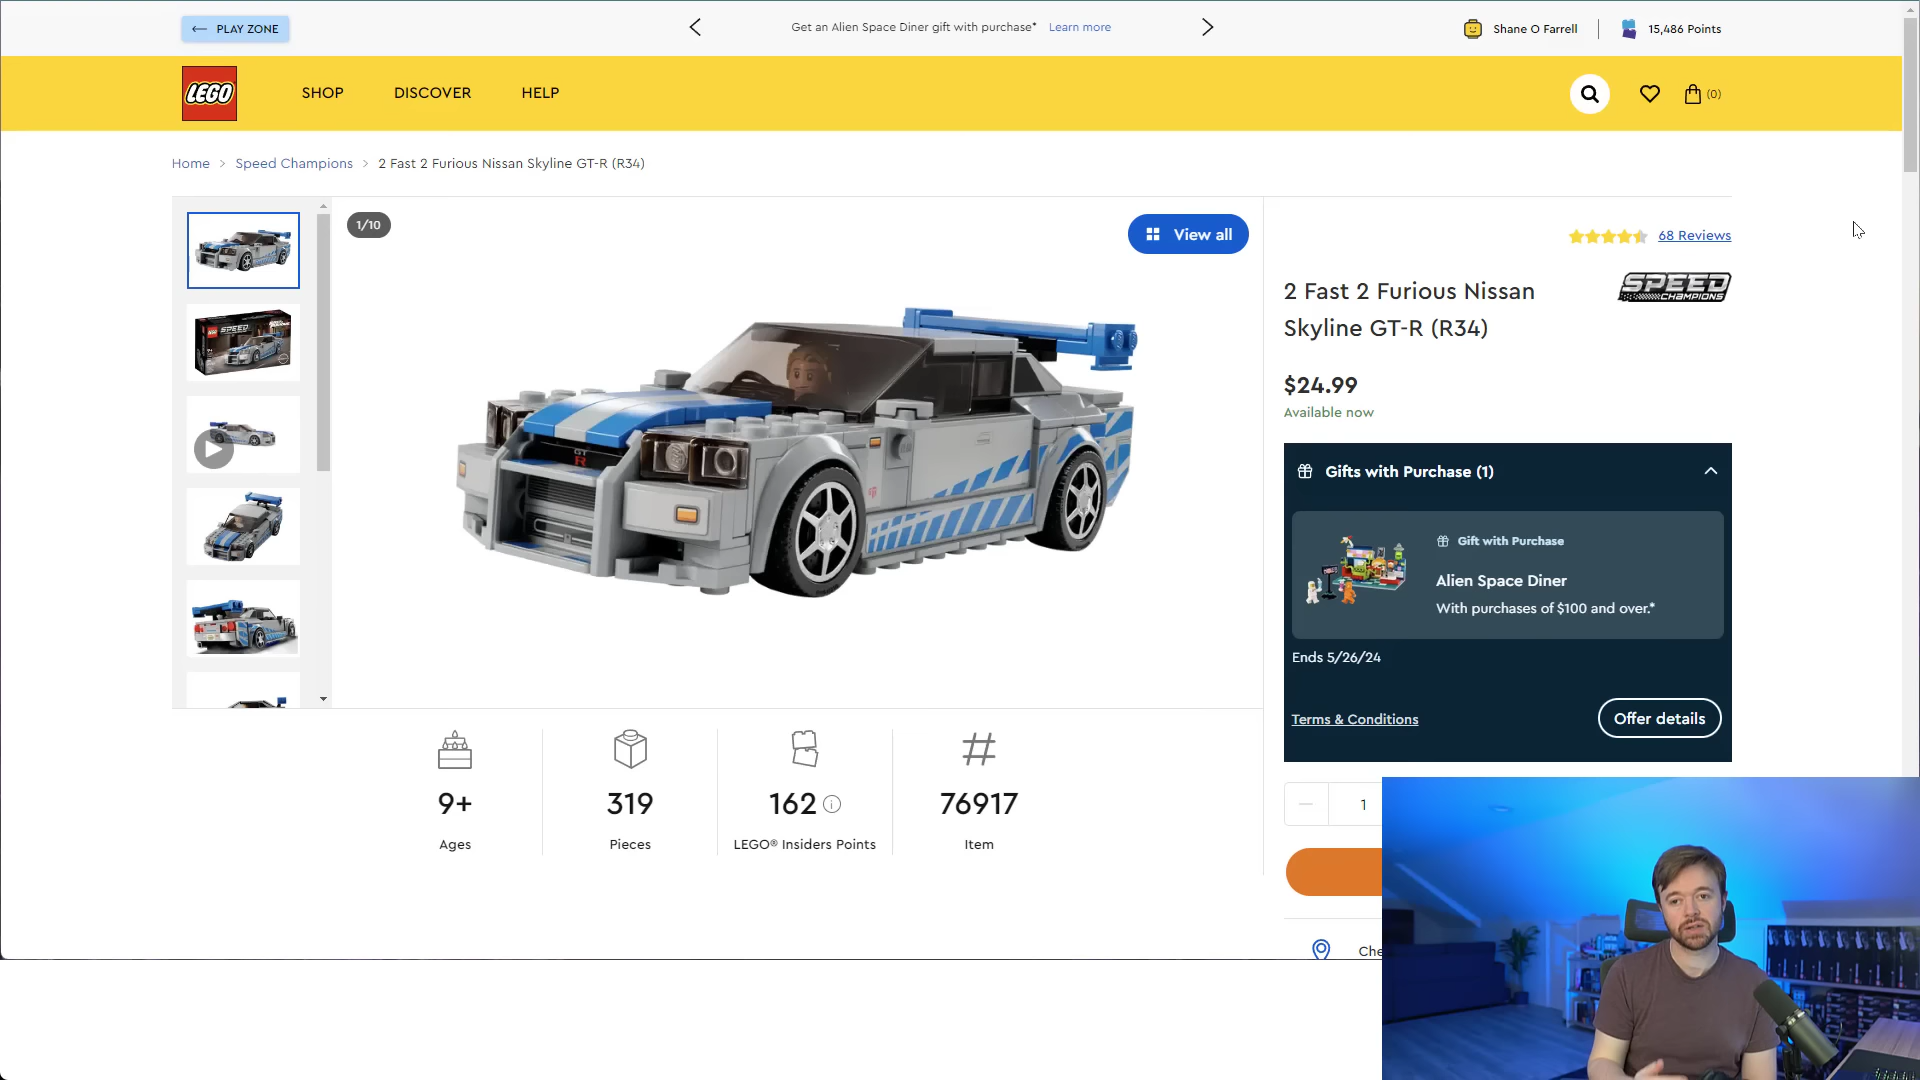 PLAY ZONE
Get an Alien Space Diner gift with purchase* Learn more
Shane O Farrell
15,486 Points
LEGO
SHOP
DISCOVER
HELP
(0)
Home > Speed Champions > 2 Fast 2 Furious Nissan Skyline GT-R (R34)
1/10
View all
68 Reviews
2 Fast 2 Furious Nissan
Skyline GT-R (R34)
SPEED
CHAMPIONS
$24.99
Available now
Gifts with Purchase (1)
Gift with Purchase
Alien Space Diner
With purchases of $100 and over.*
Ends 5/26/24
Terms & Conditions
Offer details
GT
R
SPEED
9+
Ages
319
Pieces
162
LEGO® Insiders Points
76917
Item
1
Che